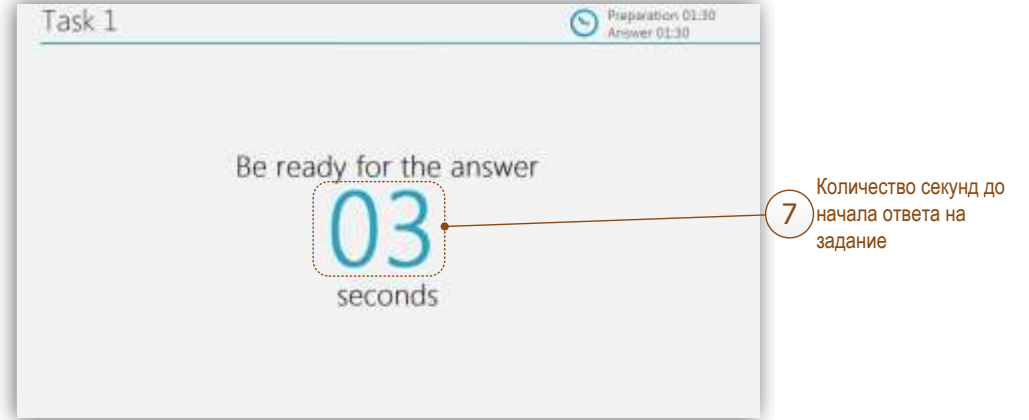 Task 1
Preparation 01:30
Answer 01:30
Be ready for the answer
03
seconds
7
Количество секунд до
начала ответа на
задание